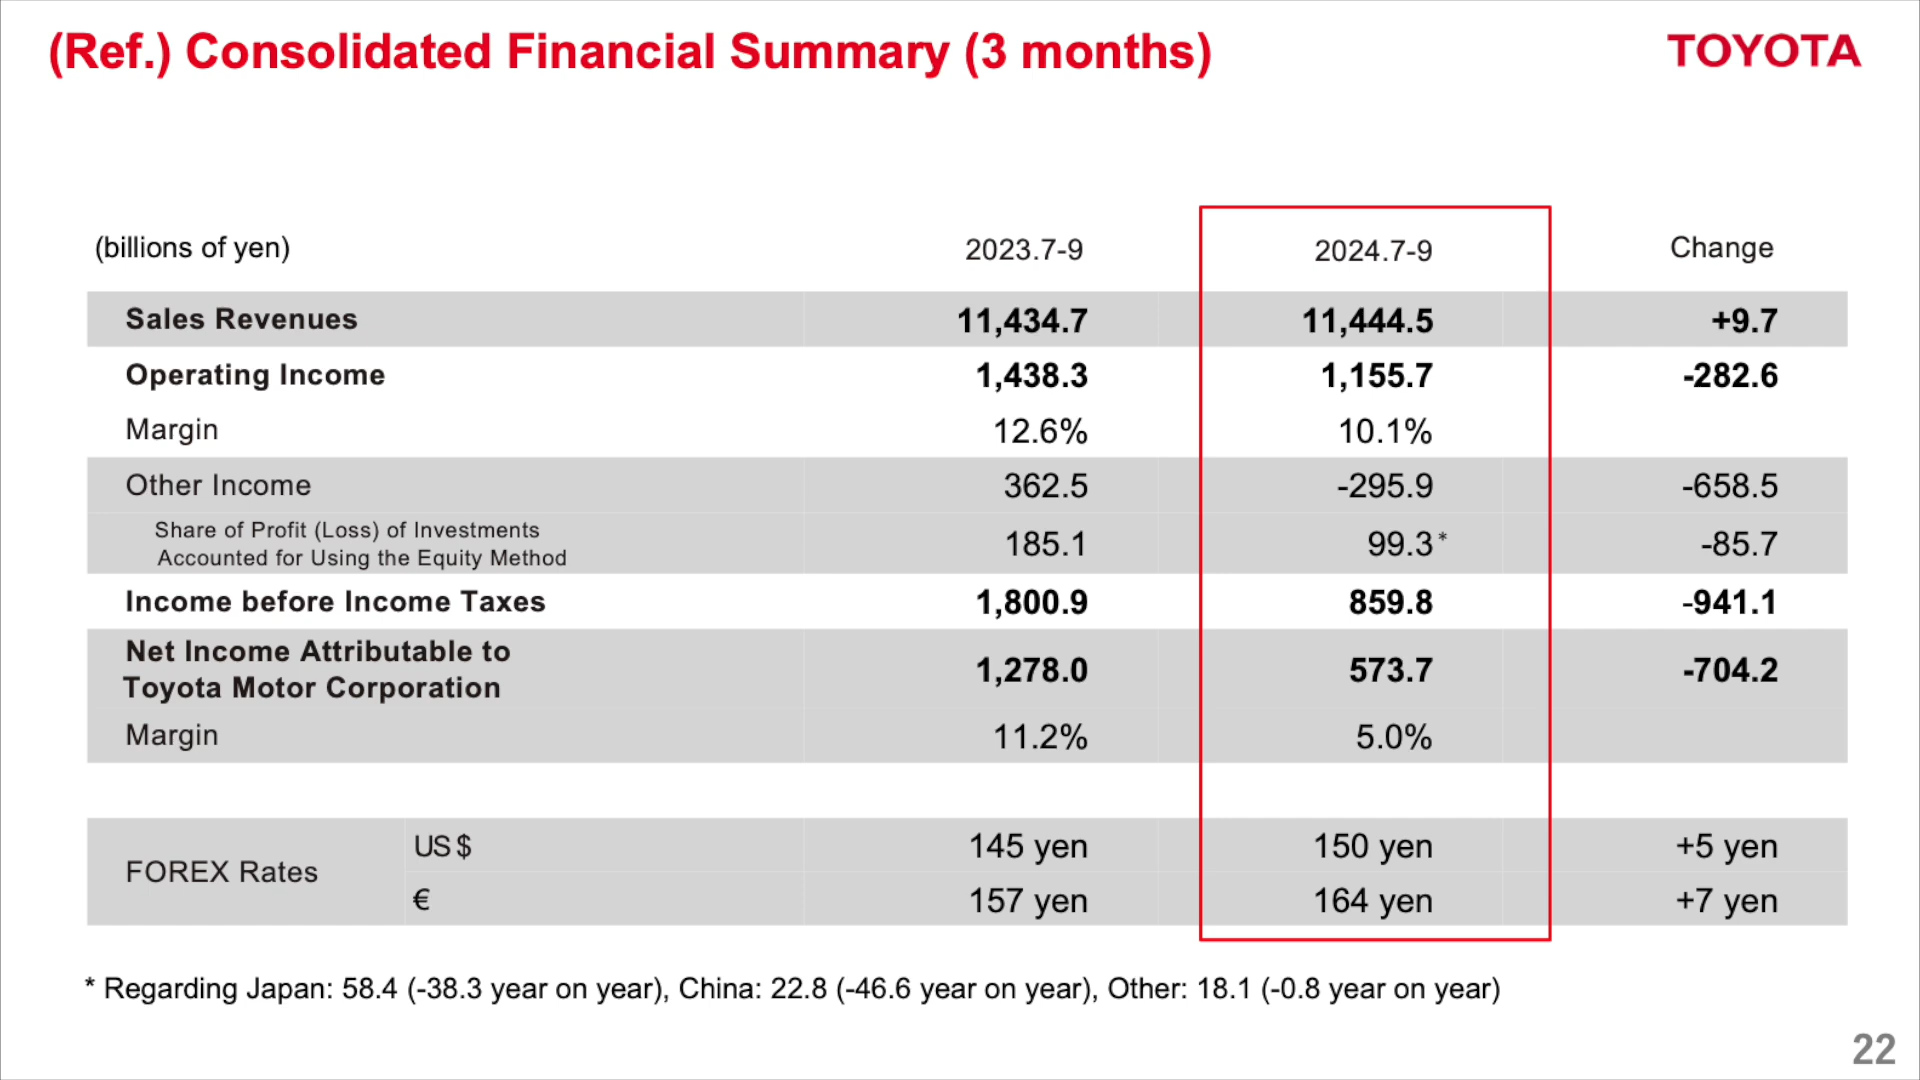 (Ref.) Consolidated Financial Summary (3 months)
TOYOTA
(billions of yen) 2023.7-9 2024.7-9 Change
Sales Revenues 11,434.7 11,444.5 +9.7
Operating Income 1,438.3 1,155.7 -282.6
Margin 12.6% 10.1%
Other Income 362.5 -295.9 -658.5
Share of Profit (Loss) of Investments
Accounted for Using the Equity Method 185.1 99.3* -85.7
Income before Income Taxes 1,800.9 859.8 -941.1
Net Income Attributable to
Toyota Motor Corporation 1,278.0 573.7 -704.2
Margin 11.2% 5.0%
FOREX Rates
US$ 145 yen 150 yen +5 yen
€ 157 yen 164 yen +7 yen
* Regarding Japan: 58.4 (-38.3 year on year), China: 22.8 (-46.6 year on year), Other: 18.1 (-0.8 year on year)
22